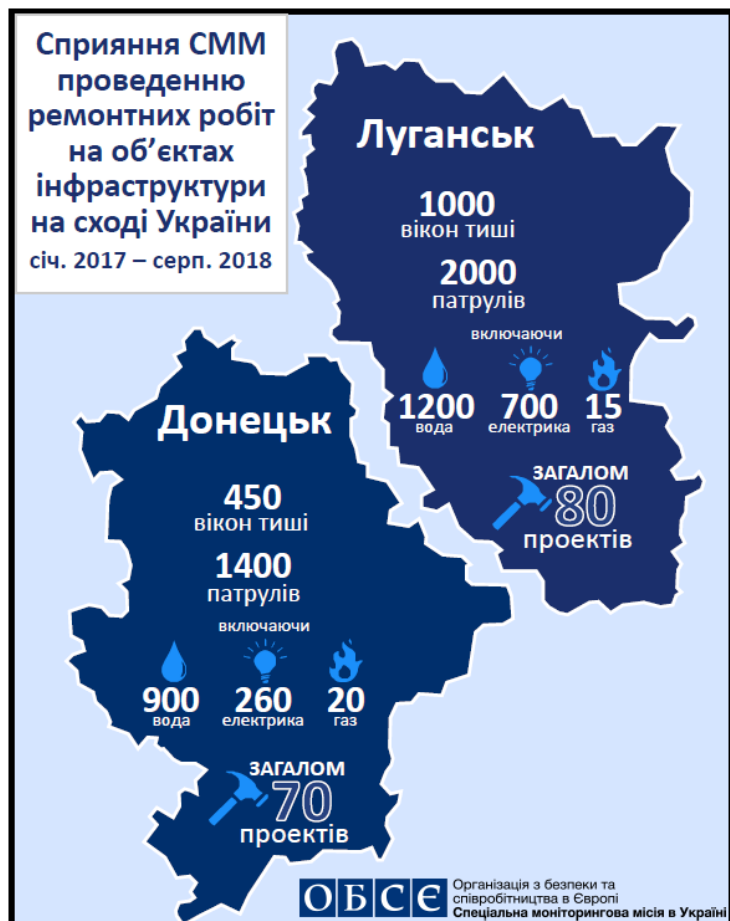 Сприяння СММ
проведенню
ремонтних робіт
на об’єктах
інфраструктури
на сході України
січ. 2017 – серп. 2018
Луганськ
1000
вікон тиші
2000
патрулів
включаючи
1200 700 15
вода електрика газ
ЗАГАЛОМ
80
проектів
Донецьк
450
вікон тиші
1400
патрулів
включаючи
900 260 20
вода електрика газ
ЗАГАЛОМ
70
проектів
ОБСЄ
Організація з безпеки та
співробітництва в Європі
Спеціальна моніторингова місія в Україні